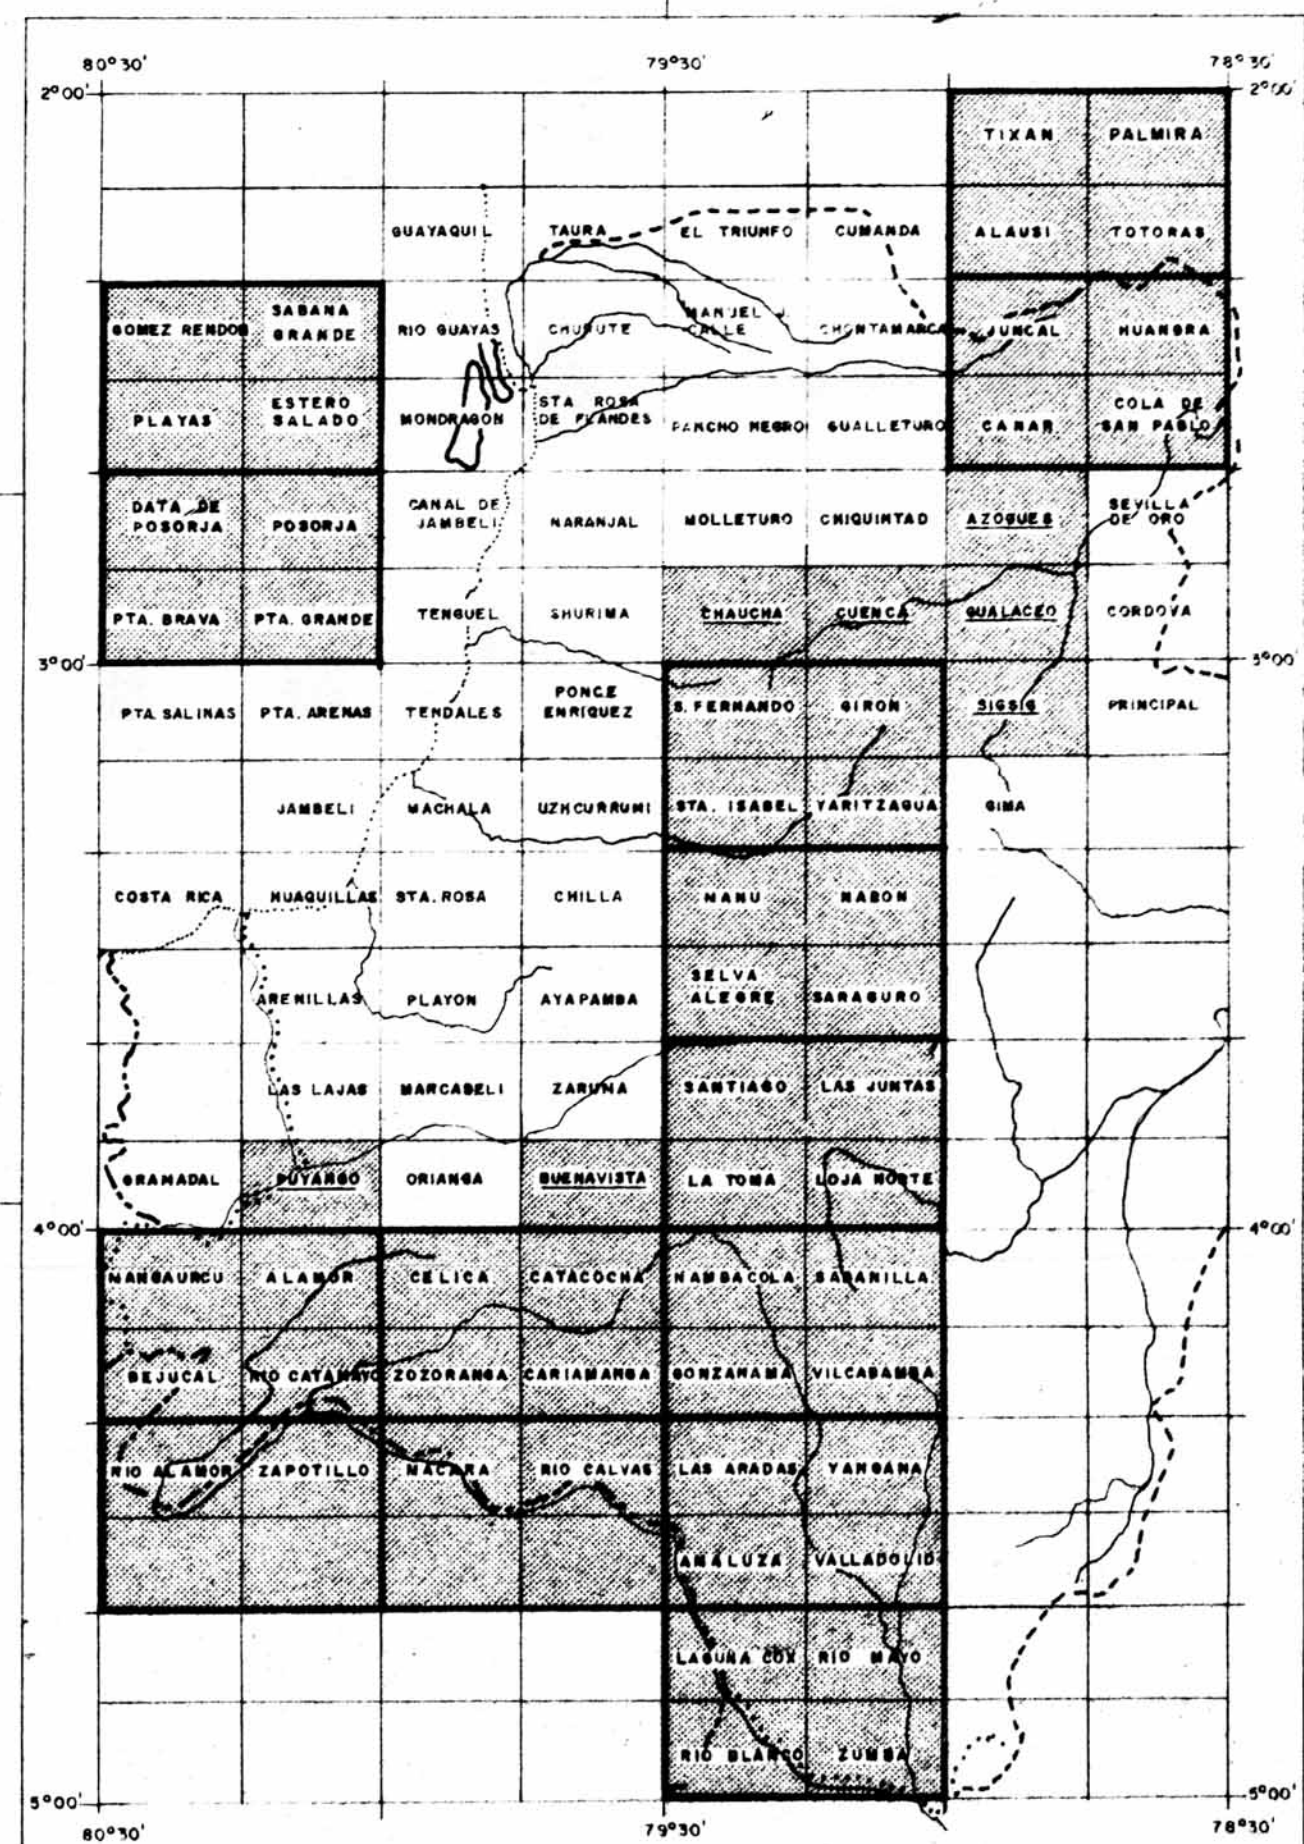 80°30'
79°30'
78°30'
2°00'
2°00'
TIXAN
PALMIRA
GUAYAQUIL
TAURA
EL TRIUNFO
CUMANDA
ALAUSI
TOTORAS
GOMEZ RENDON
SABANA
GRANDE
RIO GUAYAS
CHURUTE
MANUEL J.
CALLE
CHONTAMARCA
JUNCAL
HUANGRA
PLAYAS
ESTERO
SALADO
MONDRAGON
STA ROSA
DE FLANDES
PANCHO NEGRO
GUALLETURO
CAÑAR
COLA DE
SAN PABLO
DATA DE
POSORJA
POSORJA
CANAL DE
JAMBELI
NARANJAL
MOLLETURO
CHIQUINTAD
AZOGUES
SEVILLA
DE ORO
PTA. BRAVA
PTA. GRANDE
TENGUEL
SHURIMA
CHAUCHA
CUENCA
GUALACEO
CORDOVA
3°00'
3°00'
PTA. SALINAS
PTA. ARENAS
TENDALES
PONCE
ENRIQUEZ
S. FERNANDO
GIRON
SIGSIG
PRINCIPAL
JAMBELI
MACHALA
UZHCURRUMI
STA. ISABEL
YARITZAGUA
GIMA
COSTA RICA
HUAQUILLAS
STA. ROSA
CHILLA
MANU
NABON
ARENILLAS
PLAYON
AYAPAMBA
SELVA
ALEGRE
SARAGURO
LAS LAJAS
MARCABELI
ZARUMA
SANTIAGO
LAS JUNTAS
GRAMADAL
PUYANGO
ORIANGA
BUENAVISTA
LA TOMA
LOJA NORTE
4°00'
4°00'
MANGAURCU
ALAMOR
CELICA
CATACOCHA
NAMBACOLA
SABANILLA
BEJUCAL
RIO CATAMAYO
ZOZORANGA
CARIAMANGA
GONZANAMA
VILCABAMBA
RIO ALAMOR
ZAPOTILLO
MACARA
RIO CALVAS
LAS ARADAS
YANGANA
AMALUZA
VALLADOLID
LAGUNA COX
RIO MAYO
RIO BLANCO
ZUMBA
5°00'
5°00'
80°30'
79°30'
78°30'